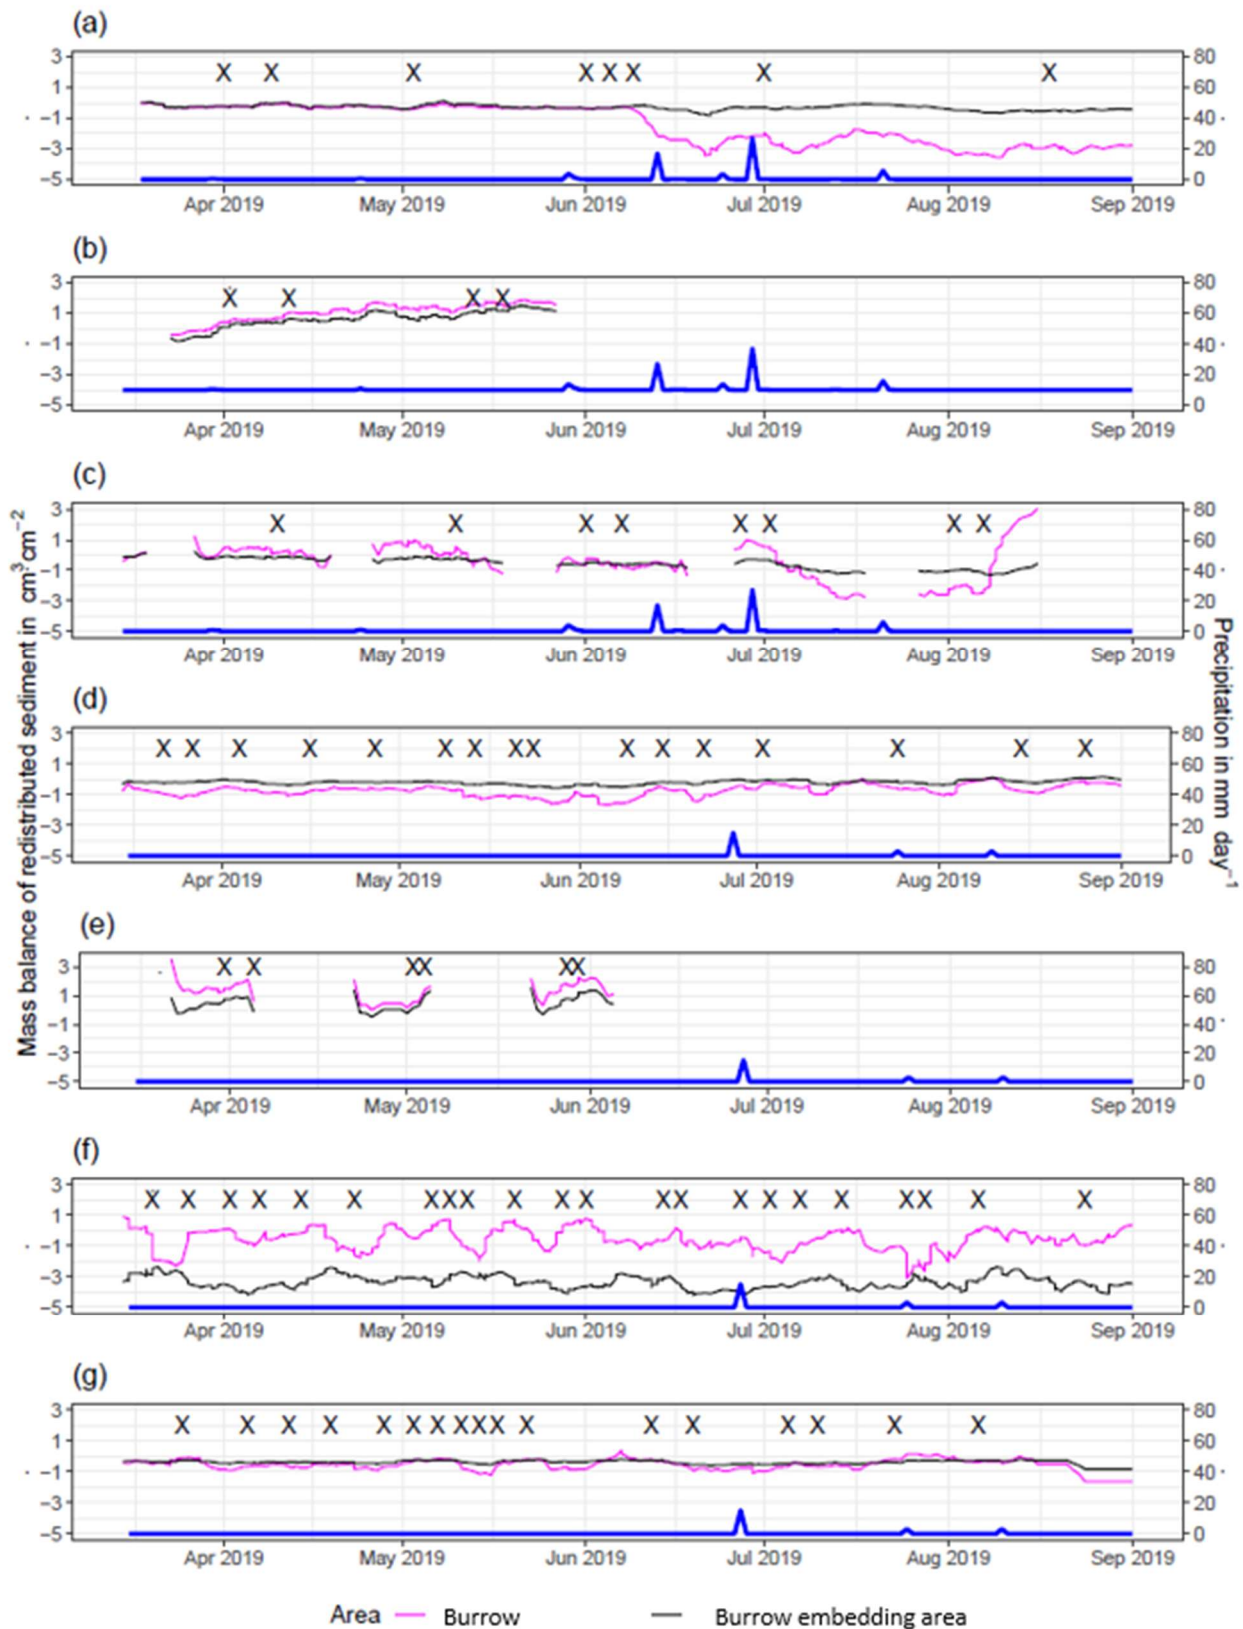 (a)
3 80
X X X X X X X X
1 60
−1 40
−3 20
−5 0
Apr 2019 May 2019 Jun 2019 Jul 2019 Aug 2019 Sep 2019
(b)
3 80
X X X X
1 60
−1 40
−3 20
−5 0
Apr 2019 May 2019 Jun 2019 Jul 2019 Aug 2019 Sep 2019
(c)
3 80
X X X X X X X X
1 60
−1 40
−3 20
−5 0
Apr 2019 May 2019 Jun 2019 Jul 2019 Aug 2019 Sep 2019
(d)
3 80
X X X X X X X X X X X X X X X X
1 60
−1 40
−3 20
−5 0
Apr 2019 May 2019 Jun 2019 Jul 2019 Aug 2019 Sep 2019
(e)
3 80
X X X X X X
1 60
−1 40
−3 20
−5 0
Apr 2019 May 2019 Jun 2019 Jul 2019 Aug 2019 Sep 2019
(f)
3 80
X X X X X X X X X X X X X X X X X X X X X X
1 60
−1 40
−3 20
−5 0
Apr 2019 May 2019 Jun 2019 Jul 2019 Aug 2019 Sep 2019
(g)
3 80
X X X X X X X X X X X X X X X X X
1 60
−1 40
−3 20
−5 0
Apr 2019 May 2019 Jun 2019 Jul 2019 Aug 2019 Sep 2019
Mass balance of redistributed sediment in cm³cm⁻²
Precipitation in mm day⁻¹
Area Burrow Burrow embedding area